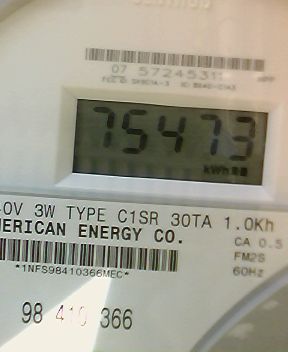 07 57245311
75473
kWh
0V 3W TYPE C1SR 30TA 1.0Kh
MERICAN ENERGY CO.
CA 0.5
FM2S
60Hz
*1NFS98410366MEC*
98 410 366